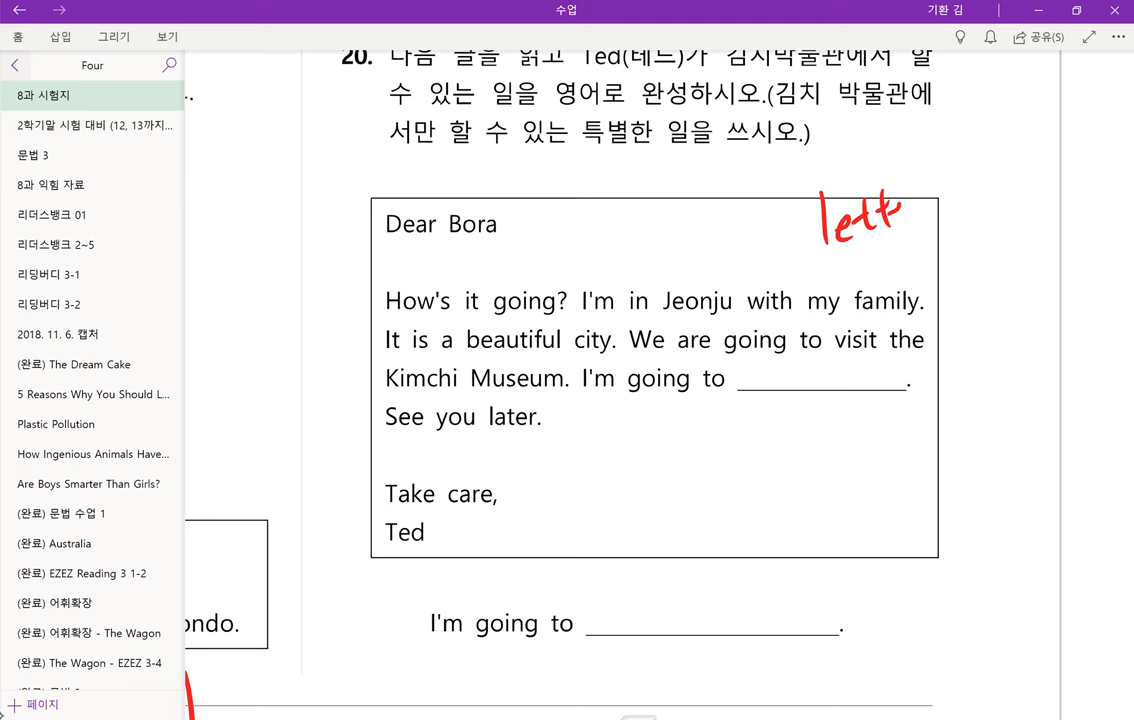 수업
기환 김
홈 삽입 그리기 보기
공유(S)
Four
8과 시험지
2학기말 시험 대비 (12, 13까지...
문법 3
8과 익힘 자료
리더스뱅크 01
리더스뱅크 2~5
리딩버디 3-1
리딩버디 3-2
2018. 11. 6. 캡처
(완료) The Dream Cake
5 Reasons Why You Should L...
Plastic Pollution
How Ingenious Animals Have...
Are Boys Smarter Than Girls?
(완료) 문법 수업 1
(완료) Australia
(완료) EZEZ Reading 3 1-2
(완료) 어휘확장
(완료) 어휘확장 - The Wagon
(완료) The Wagon - EZEZ 3-4
페이지
ondo.
20. 다음 글을 읽고 Ted(테드)가 김치박물관에서 할
수 있는 일을 영어로 완성하시오.(김치 박물관에
서만 할 수 있는 특별한 일을 쓰시오.)
lett
Dear Bora
How's it going? I'm in Jeonju with my family.
It is a beautiful city. We are going to visit the
Kimchi Museum. I'm going to ______________.
See you later.
Take care,
Ted
I'm going to _____________________.